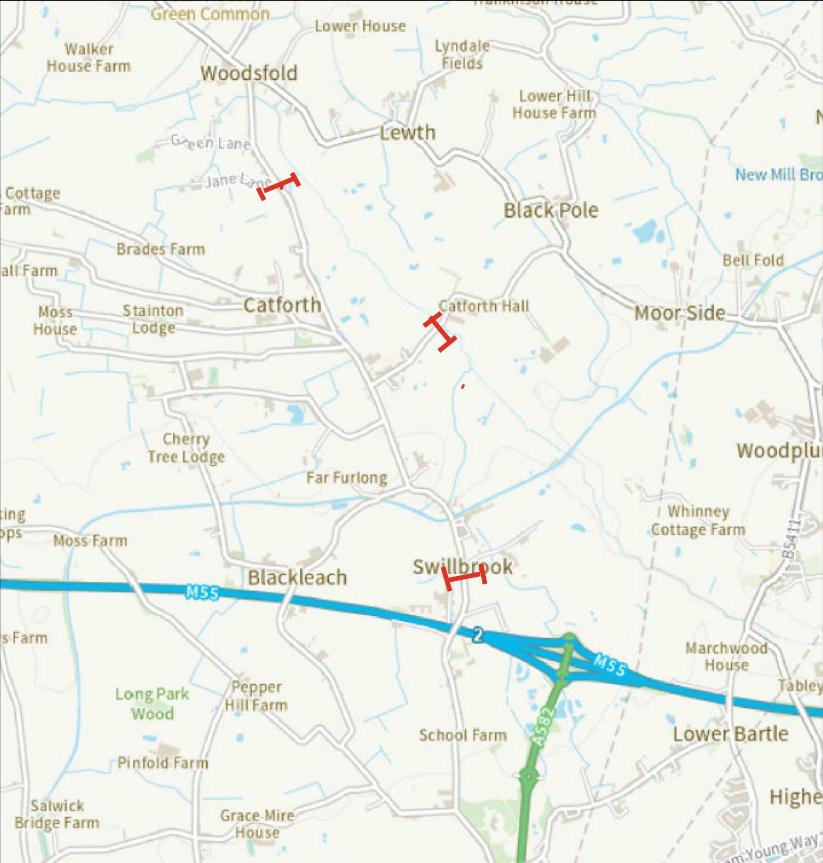 Green Common
Lower House
Walker
House Farm
Woodsfold
Lyndale
Fields
Lower Hill
House Farm
Green Lane
Lewth
Jane Lane
New Mill Bro
Cottage
Farm
Black Pole
Brades Farm
Bell Fold
all Farm
Catforth
Catforth Hall
Moss
House
Stainton
Lodge
Moor Side
Cherry
Tree Lodge
Woodplu
Far Furlong
Whinney
Cottage Farm
Moss Farm
B5411
Blackleach
Swillbrook
M55
2
M55
s Farm
Marchwood
House
Long Park
Wood
Pepper
Hill Farm
Tabley
A582
School Farm
Lower Bartle
Pinfold Farm
Highe
Salwick
Bridge Farm
Grace Mire
House
am Young Way